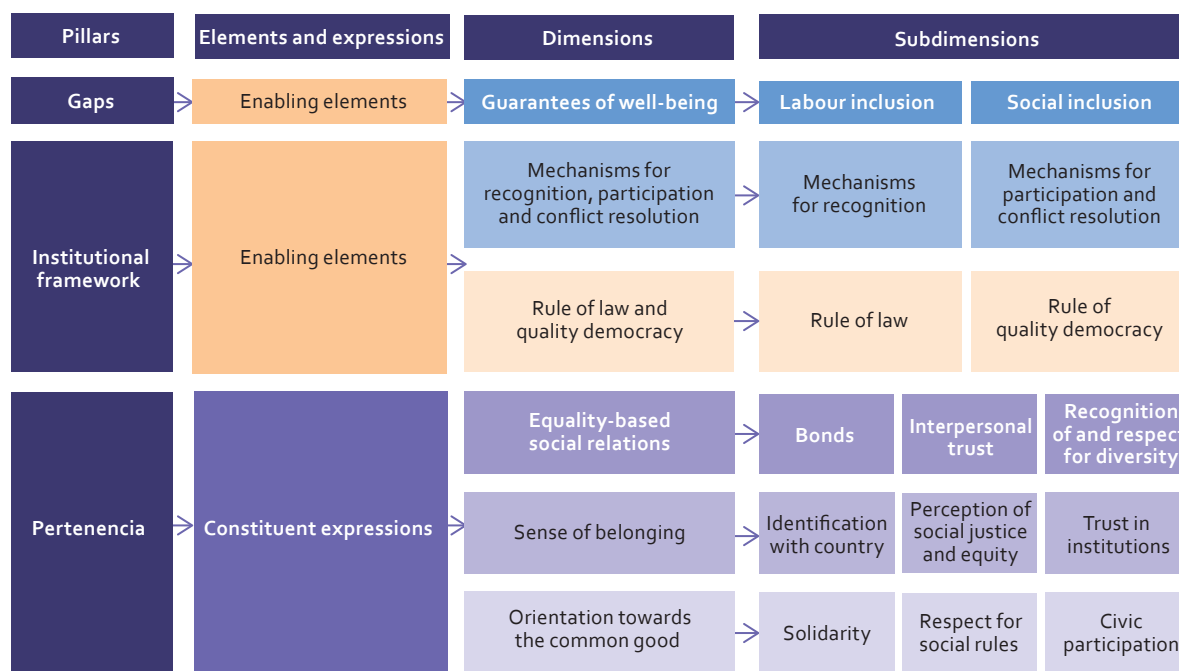 Pillars
Elements and expressions
Dimensions
Subdimensions
Gaps
Enabling elements
Guarantees of well-being
Labour inclusion
Social inclusion
Institutional
framework
Enabling elements
Mechanisms for
recognition, participation
and conflict resolution
Mechanisms
for recognition
Mechanisms for
participation and
conflict resolution
Rule of law and
quality democracy
Rule of law
Rule of
quality democracy
Pertenencia
Constituent expressions
Equality-based
social relations
Bonds
Interpersonal
trust
Recognition
of and respect
for diversity
Sense of belonging
Identification
with country
Perception of
social justice
and equity
Trust in
institutions
Orientation towards
the common good
Solidarity
Respect for
social rules
Civic
participation